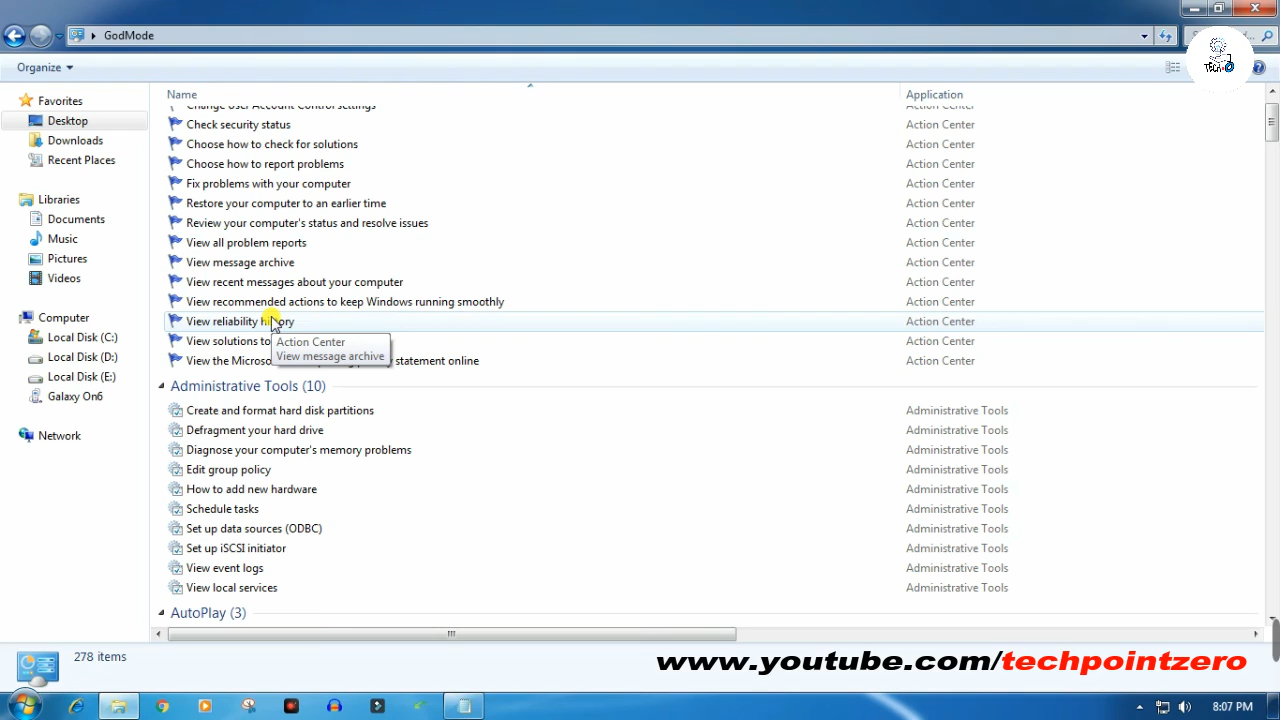 GodMode
Organize
Name
Application
Favorites
Desktop
Downloads
Recent Places
Libraries
Documents
Music
Pictures
Videos
Computer
Local Disk (C:)
Local Disk (D:)
Local Disk (E:)
Galaxy On6
Network
Change User Account Control settings Action Center
Check security status Action Center
Choose how to check for solutions Action Center
Choose how to report problems Action Center
Fix problems with your computer Action Center
Restore your computer to an earlier time Action Center
Review your computer's status and resolve issues Action Center
View all problem reports Action Center
View message archive Action Center
View recent messages about your computer Action Center
View recommended actions to keep Windows running smoothly Action Center
View reliability history Action Center
View solutions to Action Center
View the statement online Action Center
Action Center
View message archive
Administrative Tools (10)
Create and format hard disk partitions Administrative Tools
Defragment your hard drive Administrative Tools
Diagnose your computer's memory problems Administrative Tools
Edit group policy Administrative Tools
How to add new hardware Administrative Tools
Schedule tasks Administrative Tools
Set up data sources (ODBC) Administrative Tools
Set up iSCSI initiator Administrative Tools
View event logs Administrative Tools
View local services Administrative Tools
AutoPlay (3)
278 items
www.youtube.com/techpointzero
8:07 PM